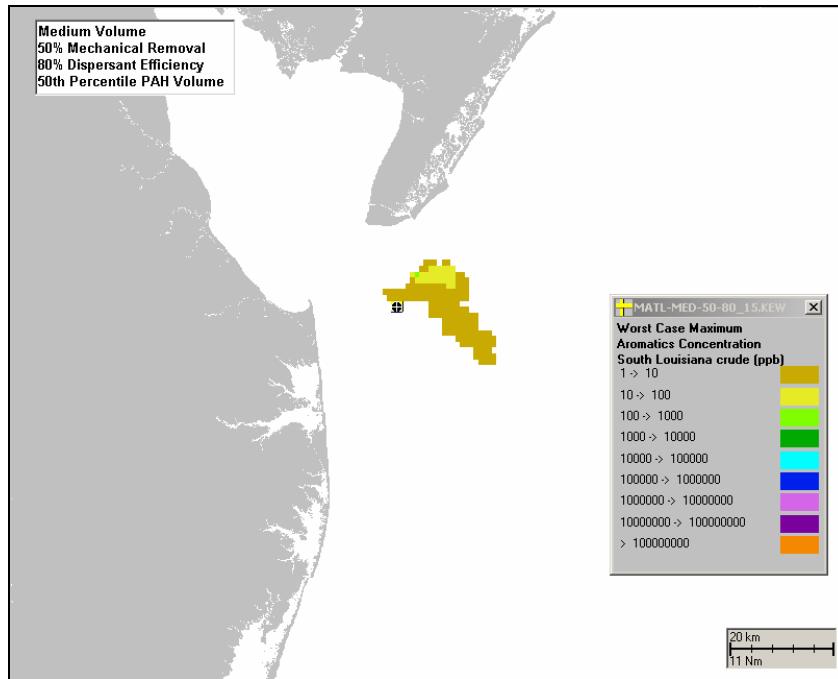 Medium Volume
50% Mechanical Removal
80% Dispersant Efficiency
50th Percentile PAH Volume
MATL-MED-50-80_15.KEW
Worst Case Maximum
Aromatics Concentration
South Louisiana crude (ppb)
1 -> 10
10 -> 100
100 -> 1000
1000 -> 10000
10000 -> 100000
100000 -> 1000000
1000000 -> 10000000
10000000 -> 100000000
> 100000000
20 km
11 Nm